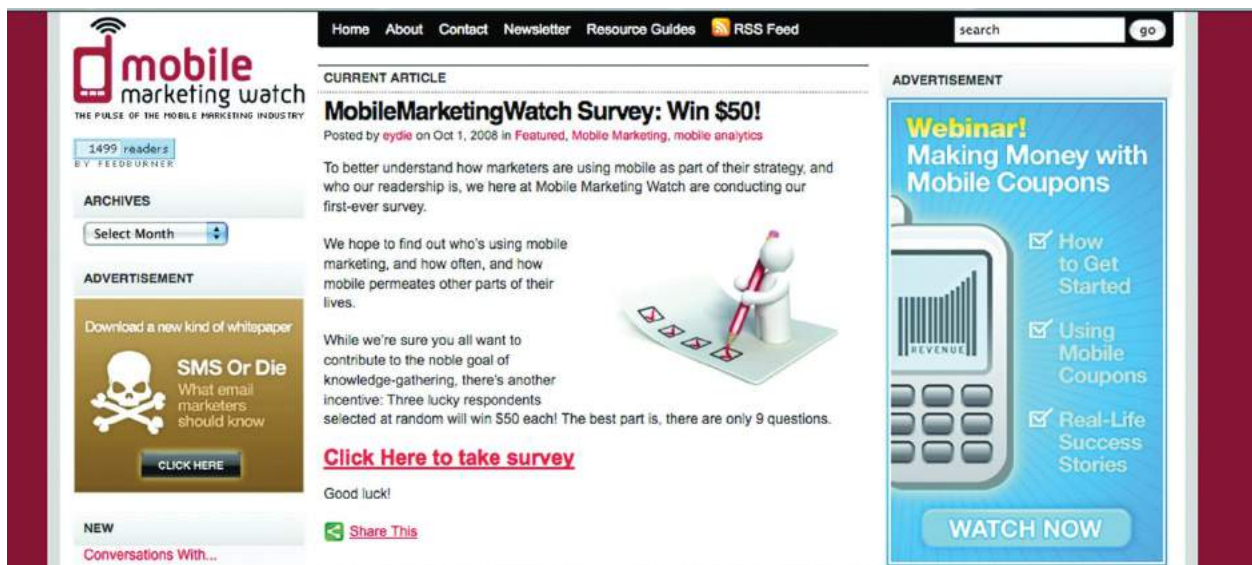 mobile
marketing watch
THE PULSE OF THE MOBILE MARKETING INDUSTRY
1499 readers
BY FEEDBURNER
ARCHIVES
Select Month
ADVERTISEMENT
Download a new kind of whitepaper
SMS Or Die
What email
marketers
should know
CLICK HERE
NEW
Conversations With...
Home About Contact Newsletter Resource Guides RSS Feed
search go
CURRENT ARTICLE
MobileMarketingWatch Survey: Win $50!
Posted by eydie on Oct 1, 2008 in Featured, Mobile Marketing, mobile analytics
To better understand how marketers are using mobile as part of their strategy, and
who our readership is, we here at Mobile Marketing Watch are conducting our
first-ever survey.
We hope to find out who's using mobile
marketing, and how often, and how
mobile permeates other parts of their
lives.
While we're sure you all want to
contribute to the noble goal of
knowledge-gathering, there's another
incentive: Three lucky respondents
selected at random will win $50 each! The best part is, there are only 9 questions.
Click Here to take survey
Good luck!
Share This
ADVERTISEMENT
Webinar!
Making Money with
Mobile Coupons
How
to Get
Started
Using
Mobile
Coupons
Real-Life
Success
Stories
REVENUE
WATCH NOW